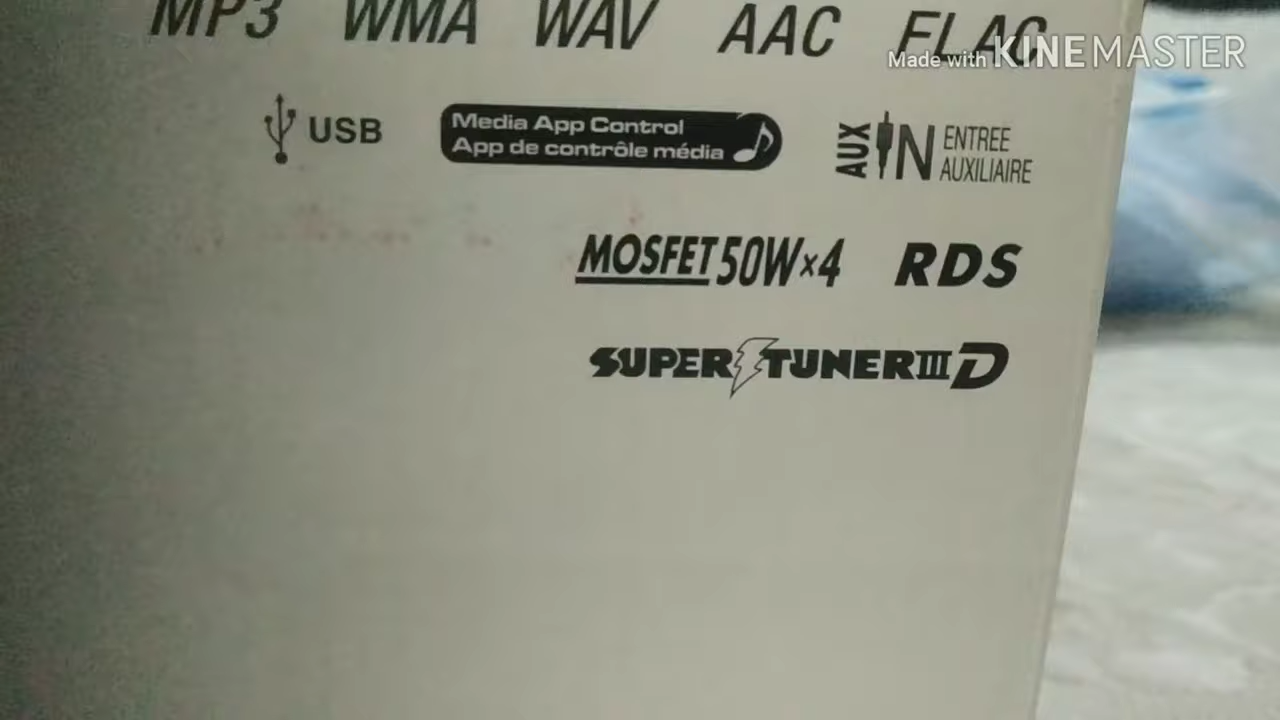 MP3 WMA WAV AAC FLAC
Made with KINEMASTER
USB
Media App Control
App de contrôle média
AUX IN
ENTREE
AUXILIAIRE
MOSFET 50W×4 RDS
SUPER TUNER III D